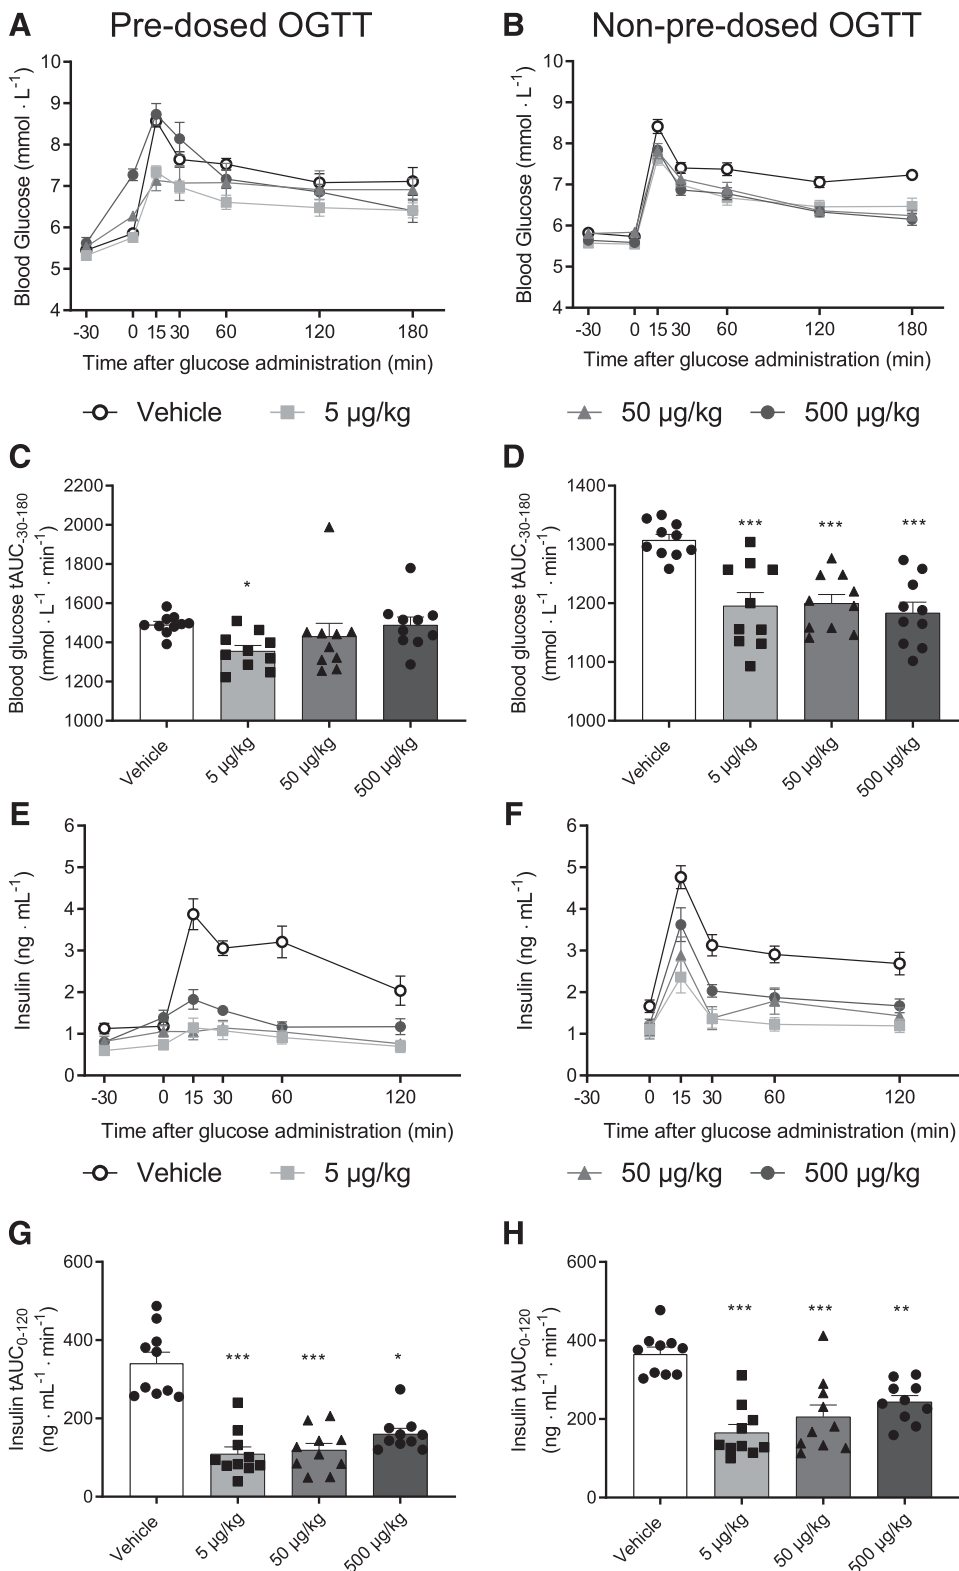 A Pre-dosed OGTT
B Non-pre-dosed OGTT
Blood Glucose (mmol · L⁻¹)
10
9
8
7
6
5
4
-30 0 15 30 60 120 180
Time after glucose administration (min)
Blood Glucose (mmol · L⁻¹)
10
9
8
7
6
5
4
-30 0 15 30 60 120 180
Time after glucose administration (min)
Vehicle 5 µg/kg 50 µg/kg 500 µg/kg
C
Blood glucose tAUC-30-180
(mmol · L⁻¹ · min⁻¹)
2200
2000
1800
1600
1400
1200
1000
*
Vehicle 5 µg/kg 50 µg/kg 500 µg/kg
D
Blood glucose tAUC-30-180
(mmol · L⁻¹ · min⁻¹)
1400
1300
1200
1100
1000
*** *** ***
Vehicle 5 µg/kg 50 µg/kg 500 µg/kg
E
Insulin (ng · mL⁻¹)
6
5
4
3
2
1
0
-30 0 15 30 60 120
Time after glucose administration (min)
F
Insulin (ng · mL⁻¹)
6
5
4
3
2
1
0
-30 0 15 30 60 120
Time after glucose administration (min)
Vehicle 5 µg/kg 50 µg/kg 500 µg/kg
G
Insulin tAUC0-120
(ng · mL⁻¹ · min⁻¹)
600
400
200
0
*** *** *
Vehicle 5 µg/kg 50 µg/kg 500 µg/kg
H
Insulin tAUC0-120
(ng · mL⁻¹ · min⁻¹)
600
400
200
0
*** *** **
Vehicle 5 µg/kg 50 µg/kg 500 µg/kg